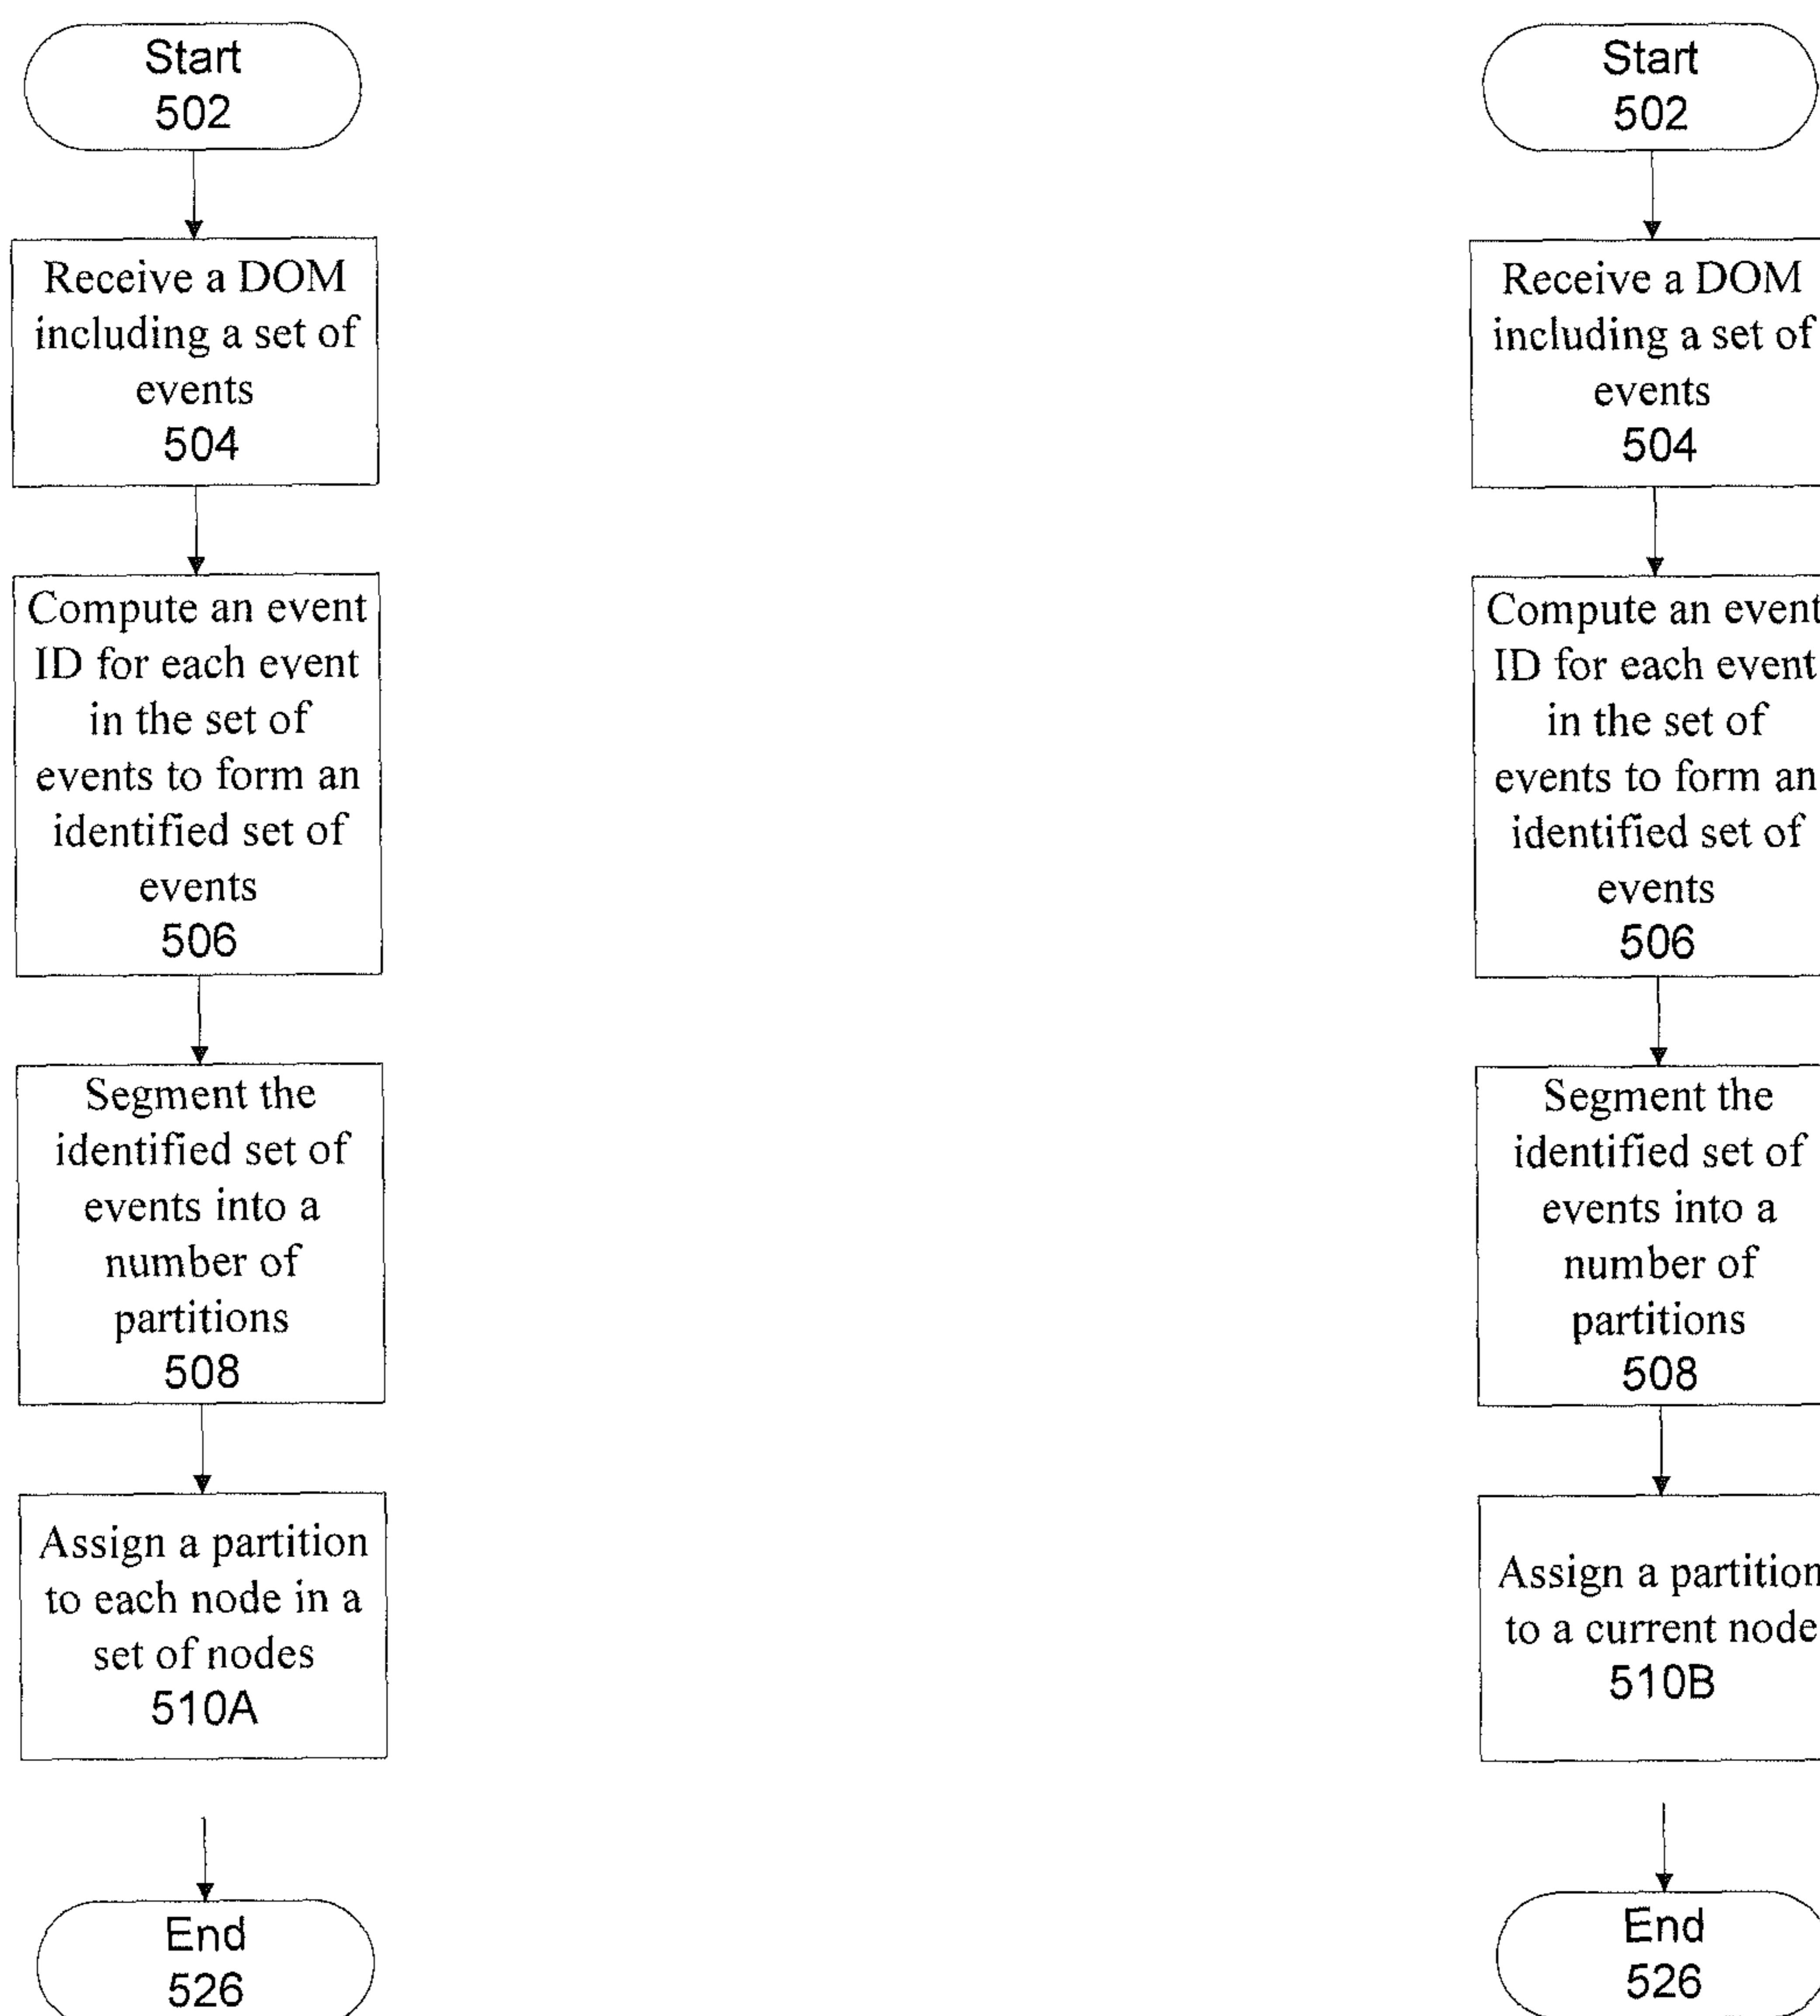 Start
502
Receive a DOM
including a set of
events
504
Compute an event
ID for each event
in the set of
events to form an
identified set of
events
506
Segment the
identified set of
events into a
number of
partitions
508
Assign a partition
to each node in a
set of nodes
510A
End
526
Start
502
Receive a DOM
including a set of
events
504
Compute an event
ID for each event
in the set of
events to form an
identified set of
events
506
Segment the
identified set of
events into a
number of
partitions
508
Assign a partition
to a current node
510B
End
526